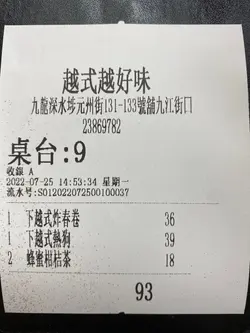 越式越好味
九龍深水埗元州街131-133號舖九江街口
23869782
桌台:9
收銀 A
2022-07-25 14:53:34 星期一
流水号:S012022072500100037
1 下越式炸春卷 36
1 下越式熱狗 39
2 蜂蜜柑桔茶 18
93